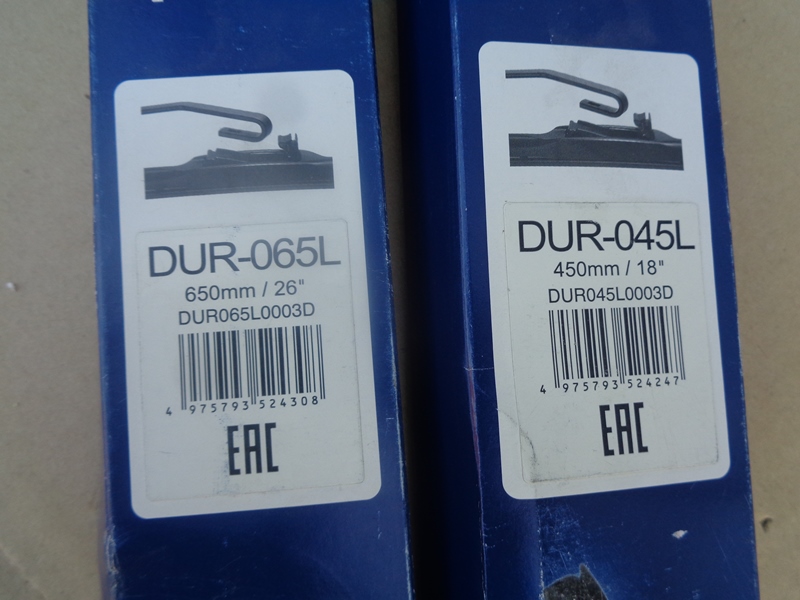 DUR-065L
650mm / 26"
DUR065L0003D
4 975793 524308
EAC
DUR-045L
450mm / 18"
DUR045L0003D
4 975793 524247
EAC